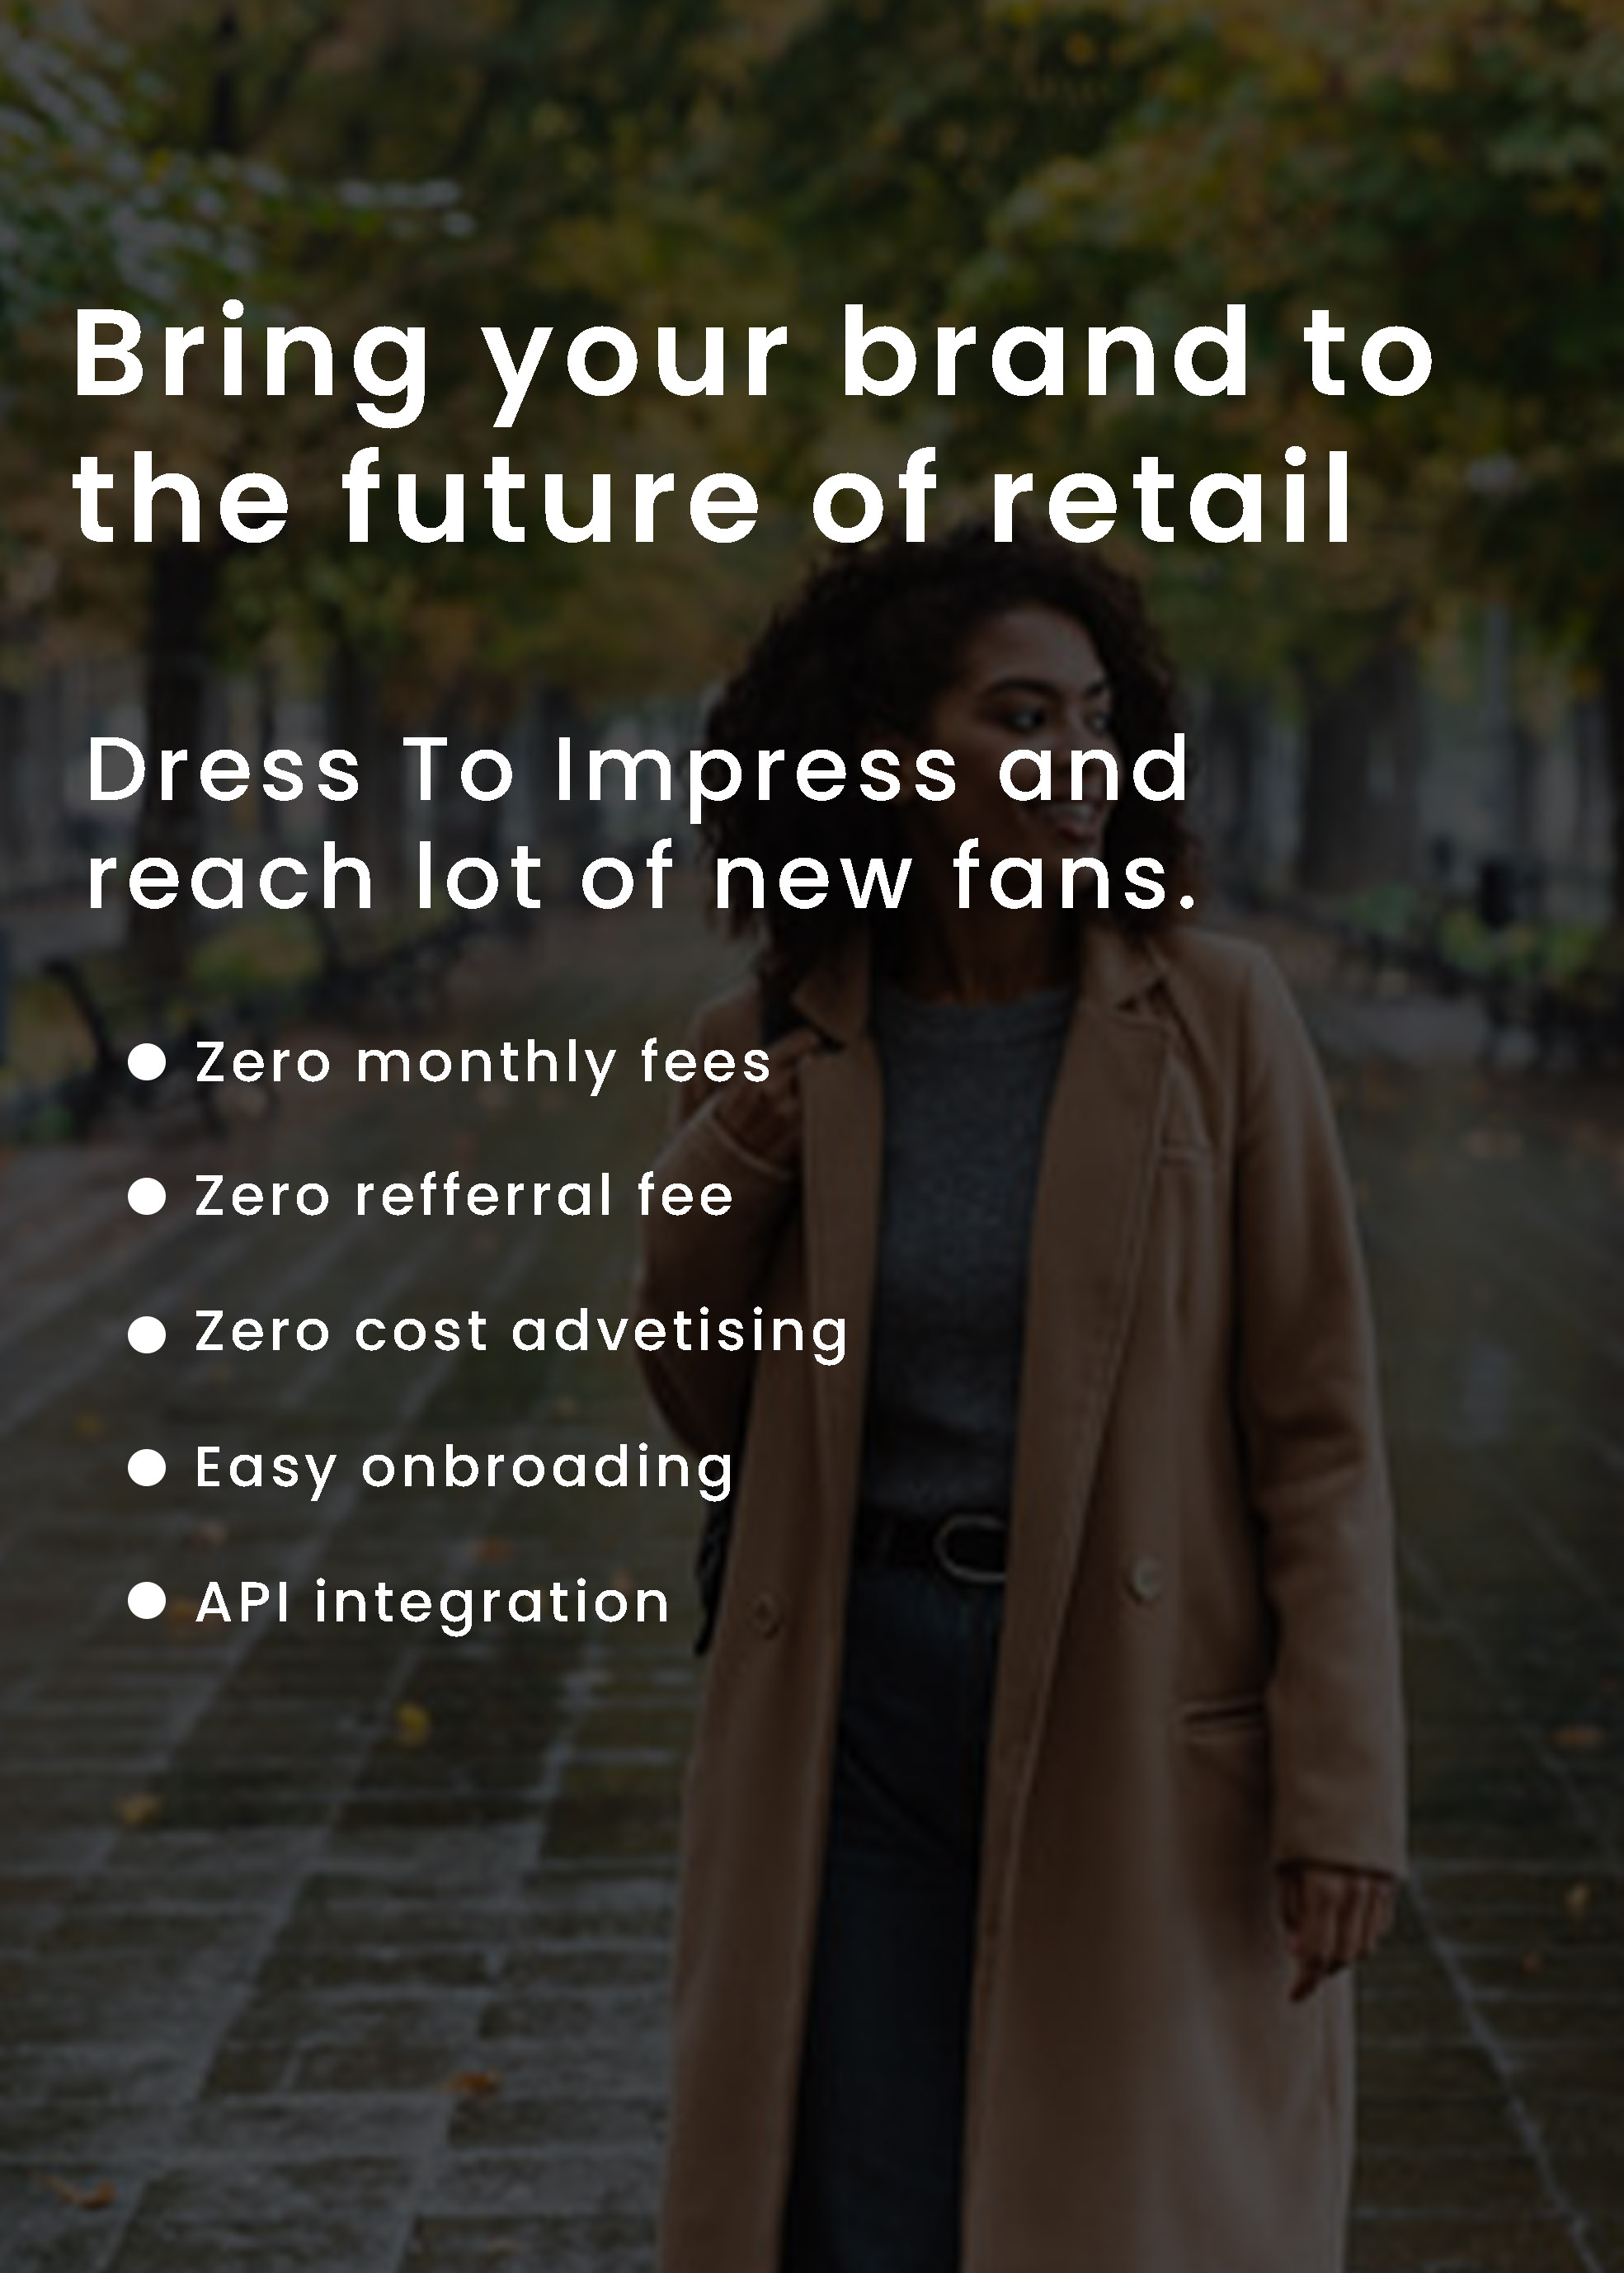 Bring your brand to
the future of retail
Dress To Impress and
reach lot of new fans.
Zero monthly fees
Zero refferral fee
Zero cost advetising
Easy onbroading
API integration